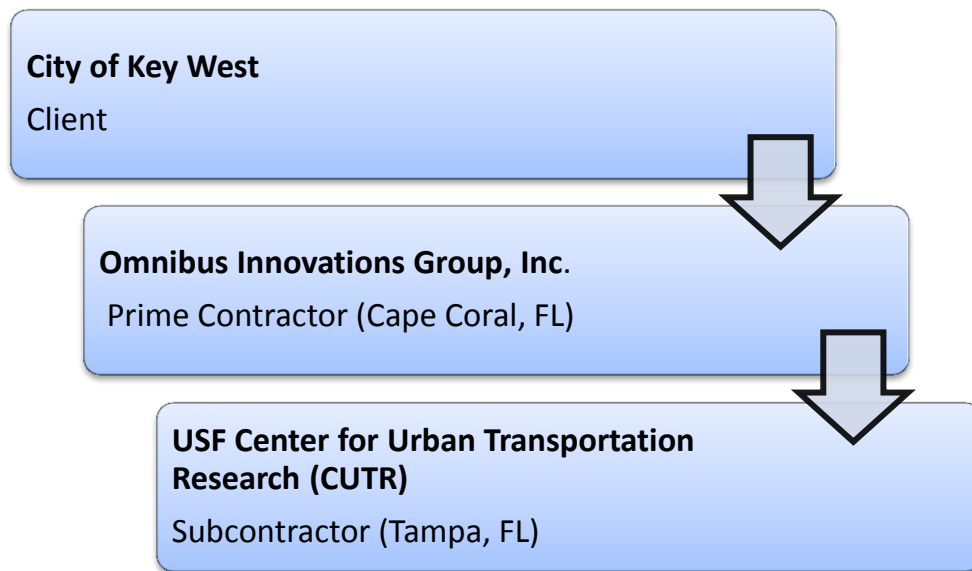 City of Key West
Client
Omnibus Innovations Group, Inc.
Prime Contractor (Cape Coral, FL)
USF Center for Urban Transportation
Research (CUTR)
Subcontractor (Tampa, FL)